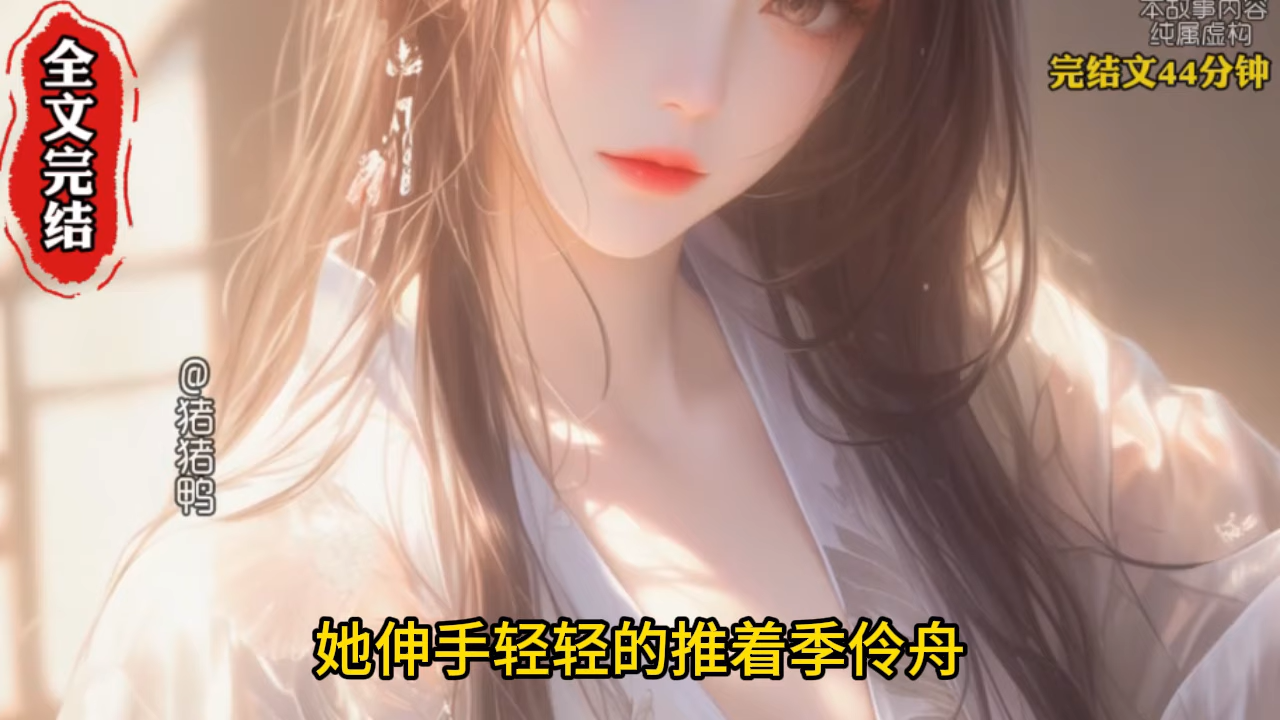 全文完结
本故事内容
纯属虚构
完结文44分钟
@猪猪鸭
她伸手轻轻的推着季伶舟